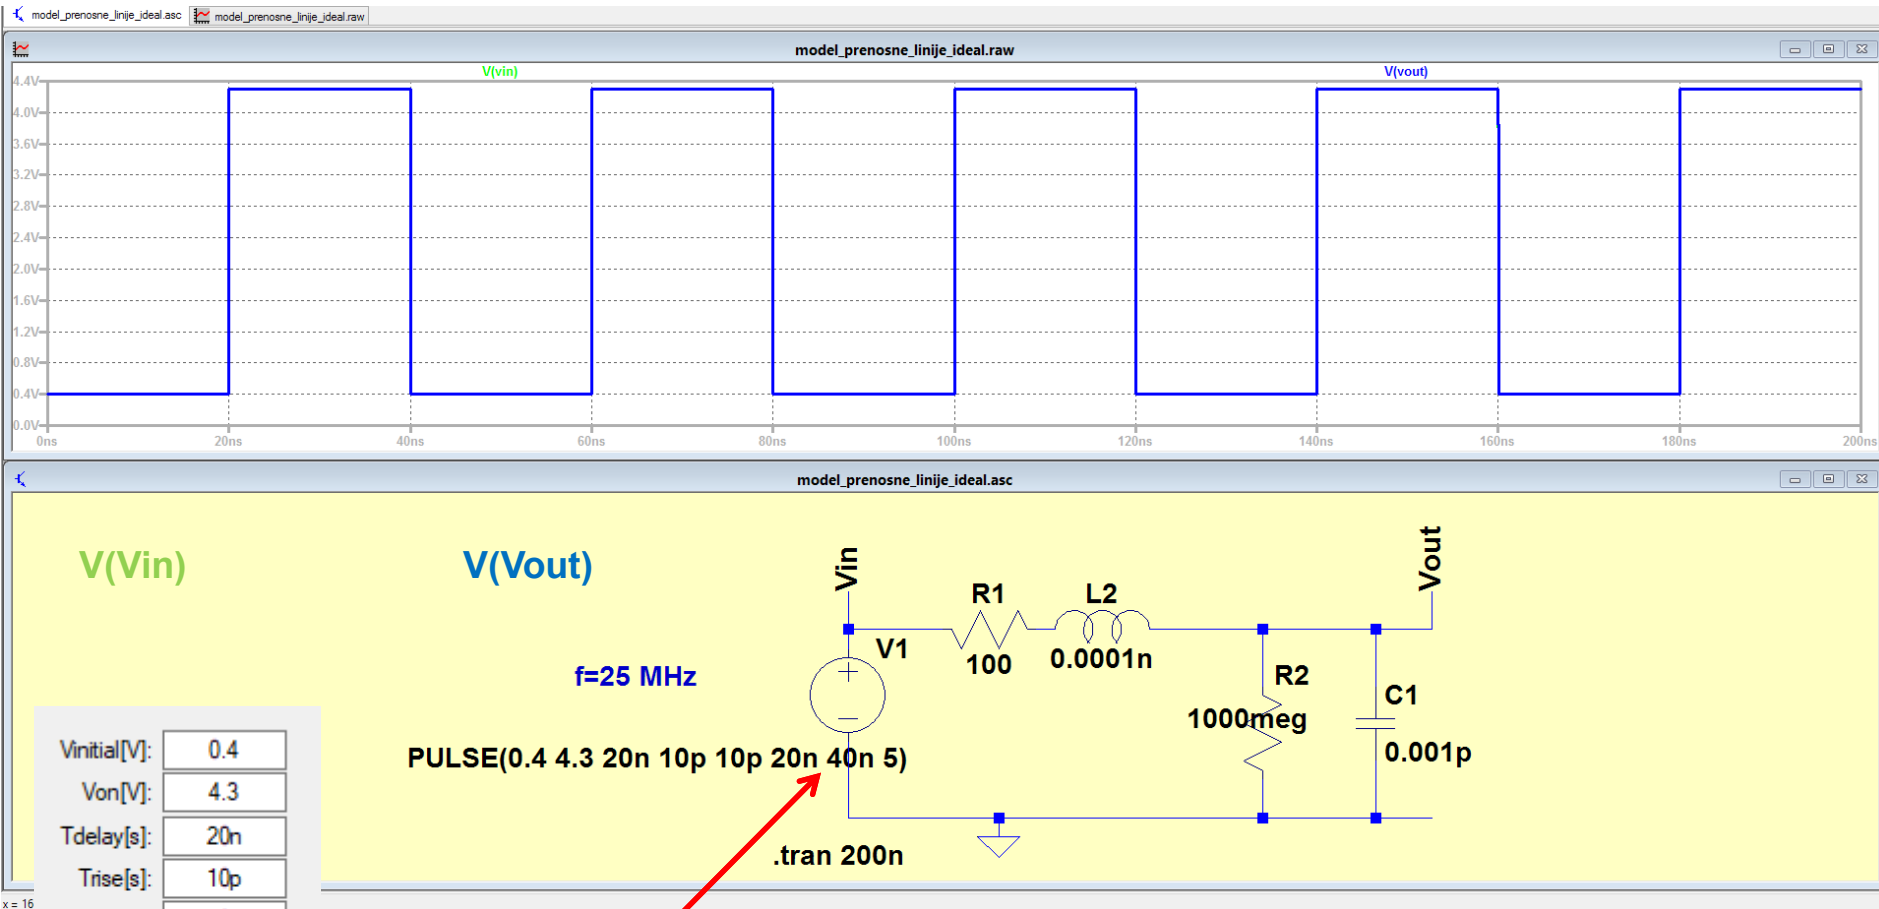 model_prenosne_linije_ideal.asc model_prenosne_linije_ideal.raw
model_prenosne_linije_ideal.raw
V(vin) V(vout)
4.4V
4.0V
3.6V
3.2V
2.8V
2.4V
2.0V
1.6V
1.2V
0.8V
0.4V
0.0V
0ns 20ns 40ns 60ns 80ns 100ns 120ns 140ns 160ns 180ns 200ns
model_prenosne_linije_ideal.asc
V(Vin) V(Vout)
Vin
Vout
R1 L2
100 0.0001n
V1
f=25 MHz
R2
1000meg
C1
0.001p
PULSE(0.4 4.3 20n 10p 10p 20n 40n 5)
.tran 200n
Vinitial[V]: 0.4
Von[V]: 4.3
Tdelay[s]: 20n
Trise[s]: 10p
x = 16